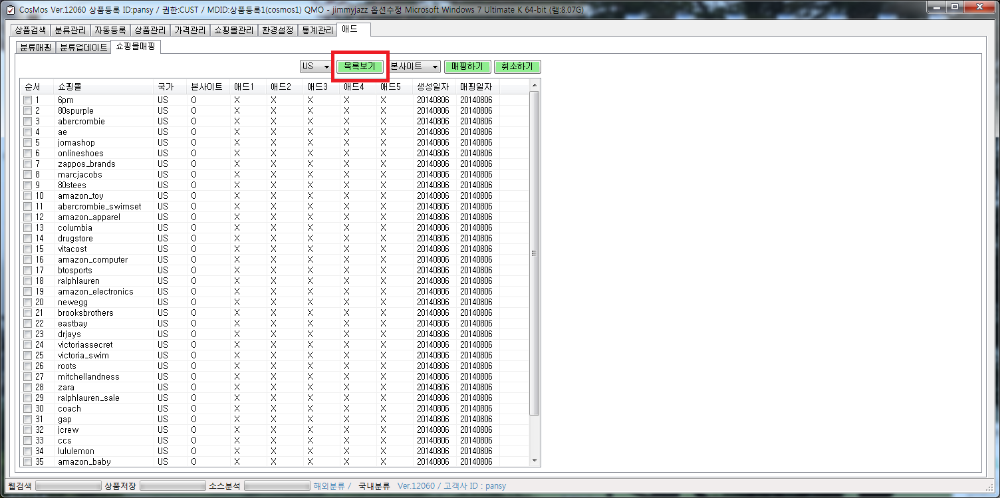 CosMos Ver.12060 상품등록 ID:pansy / 권한:CUST / MDID:상품등록1(cosmos1) QMO - jimmyjazz 옵션수정 Microsoft Windows 7 Ultimate K 64-bit (램:8.07G)
상품검색 분류관리 자동등록 상품관리 가격관리 쇼핑몰관리 환경설정 통계관리 애드
분류매핑 분류업데이트 쇼핑몰매핑
US 목록보기 본사이트 매핑하기 취소하기
순서 쇼핑몰 국가 본사이트 애드1 애드2 애드3 애드4 애드5 생성일자 매핑일자
1 6pm US O X X X X X 20140806 20140806
2 80spurple US O X X X X X 20140806 20140806
3 abercrombie US O X X X X X 20140806 20140806
4 ae US O X X X X X 20140806 20140806
5 jomashop US O X X X X X 20140806 20140806
6 onlineshoes US O X X X X X 20140806 20140806
7 zappos_brands US O X X X X X 20140806 20140806
8 marcjacobs US O X X X X X 20140806 20140806
9 80stees US O X X X X X 20140806 20140806
10 amazon_toy US O X X X X X 20140806 20140806
11 abercrombie_swimset US O X X X X X 20140806 20140806
12 amazon_apparel US O X X X X X 20140806 20140806
13 columbia US O X X X X X 20140806 20140806
14 drugstore US O X X X X X 20140806 20140806
15 vitacost US O X X X X X 20140806 20140806
16 amazon_computer US O X X X X X 20140806 20140806
17 btosports US O X X X X X 20140806 20140806
18 ralphlauren US O X X X X X 20140806 20140806
19 amazon_electronics US O X X X X X 20140806 20140806
20 newegg US O X X X X X 20140806 20140806
21 brooksbrothers US O X X X X X 20140806 20140806
22 eastbay US O X X X X X 20140806 20140806
23 drjays US O X X X X X 20140806 20140806
24 victoriassecret US O X X X X X 20140806 20140806
25 victoria_swim US O X X X X X 20140806 20140806
26 roots US O X X X X X 20140806 20140806
27 mitchellandness US O X X X X X 20140806 20140806
28 zara US O X X X X X 20140806 20140806
29 ralphlauren_sale US O X X X X X 20140806 20140806
30 coach US O X X X X X 20140806 20140806
31 gap US O X X X X X 20140806 20140806
32 jcrew US O X X X X X 20140806 20140806
33 ccs US O X X X X X 20140806 20140806
34 lululemon US O X X X X X 20140806 20140806
35 amazon_baby US O X X X X X 20140806 20140806
웹검색 상품저장 소스분석 해외분류 / 국내분류 Ver.12060 / 고객사 ID : pansy